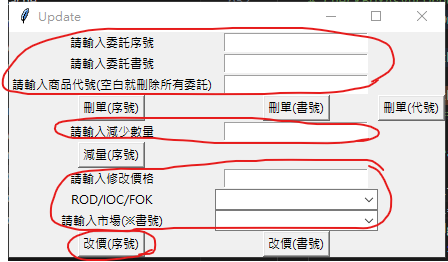 Update
請輸入委託序號
請輸入委託書號
請輸入商品代號(空白就刪除所有委託)
刪單(序號) 刪單(書號) 刪單(代號)
請輸入減少數量
減量(序號)
請輸入修改價格
ROD/IOC/FOK
請輸入市場(※書號)
改價(序號) 改價(書號)